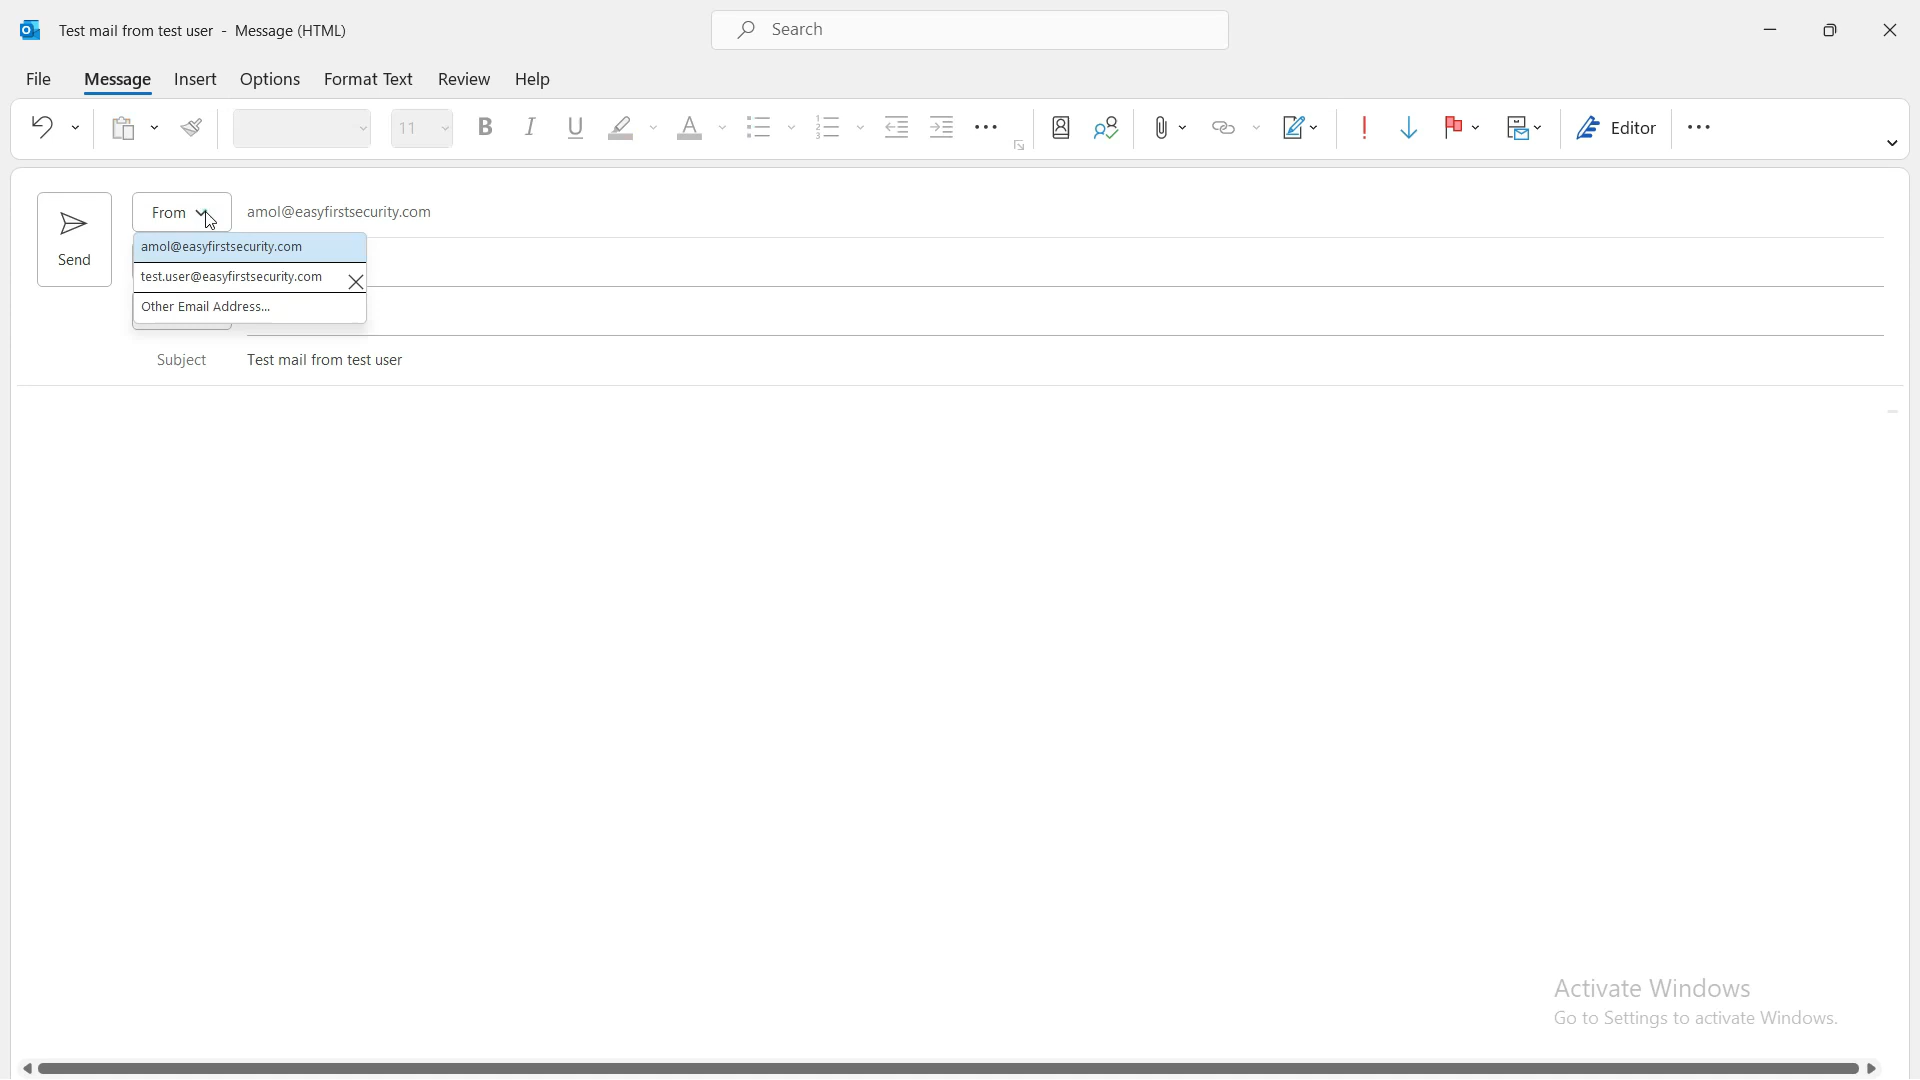 Test mail from test user - Message (HTML)
Search
File Message Insert Options Format Text Review Help
11
Editor
From
amol@easyfirstsecurity.com
Send
amol@easyfirstsecurity.com
test.user@easyfirstsecurity.com
Other Email Address...
Subject
Test mail from test user
Activate Windows
Go to Settings to activate Windows.